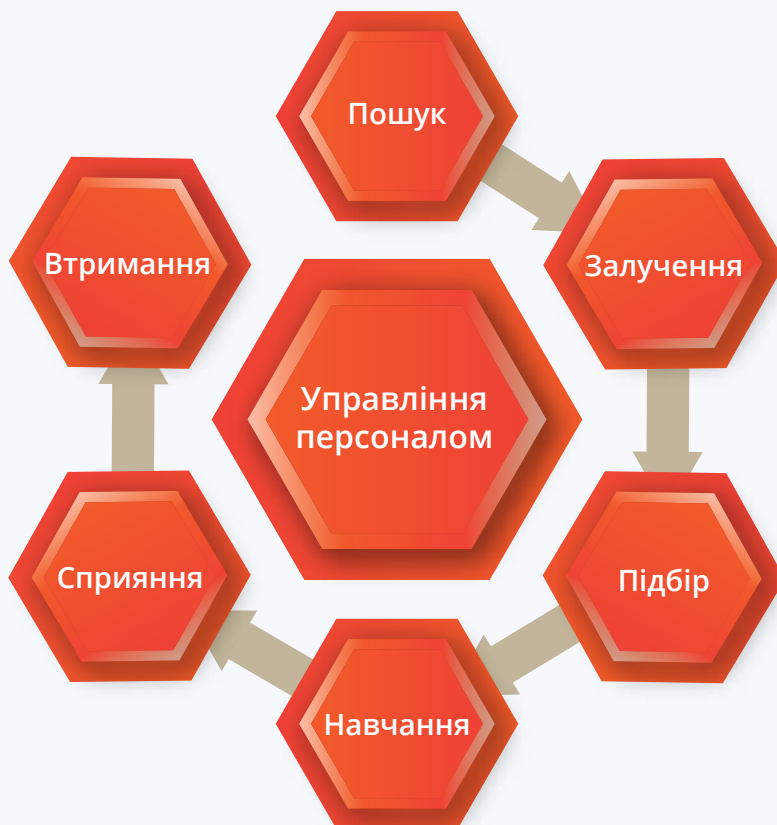 Пошук
Залучення
Підбір
Навчання
Сприяння
Втримання
Управління
персоналом